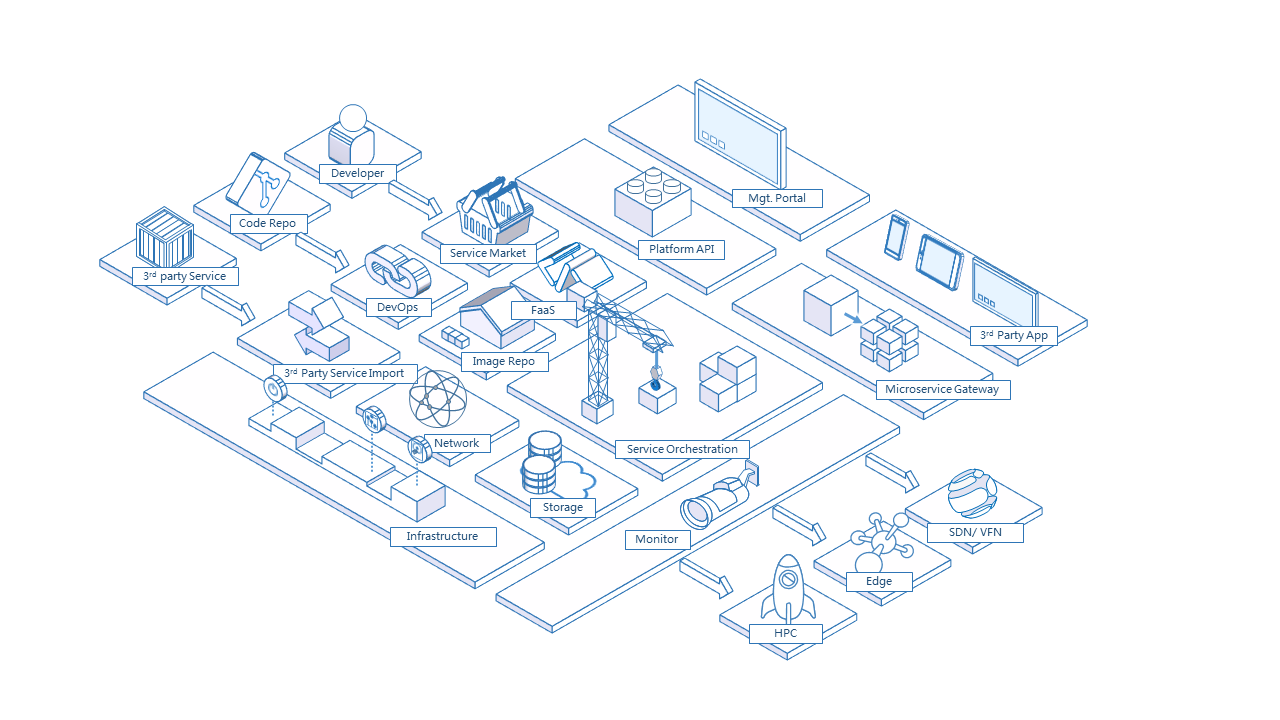 Developer
Mgt. Portal
Code Repo
Platform API
Service Market
3rd party Service
DevOps
FaaS
3rd Party App
Image Repo
3rd Party Service Import
Microservice Gateway
Network
Service Orchestration
Storage
Infrastructure
Monitor
SDN/ VFN
Edge
HPC